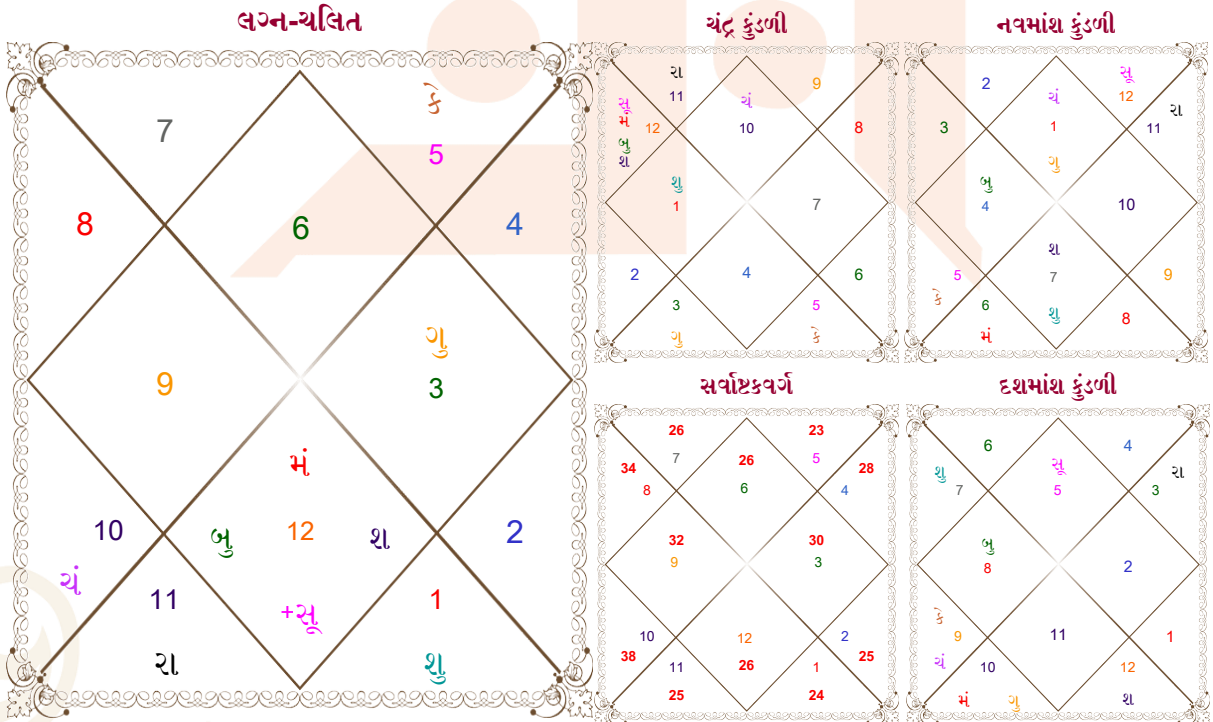 લગ્ન-ચલિત
કે
7
5
8
6
4
ગુ
9
3
મં
10
બુ
12
શ
2
ચં
11
+સૂ
1
રા
શુ
ચંદ્ર કુંડળી
રા
11
ચં
9
સૂ
મં
12
10
8
બુ
શ
શુ
1
7
2
4
6
3
5
ગુ
કે
નવમાંશ કુંડળી
2
ચં
સૂ
12
રા
3
1
11
ગુ
બુ
4
10
શ
5
7
9
કે
6
શુ
8
મં
સર્વાષ્ટકવર્ગ
26
23
7
26
5
34
28
8
6
4
32
30
9
3
10
12
2
38
11
26
1
25
25
24
દશમાંશ કુંડળી
6
4
સૂ
શુ
7
5
3
રા
બુ
8
2
કે
9
11
1
ચં
10
12
મં
ગુ
શ